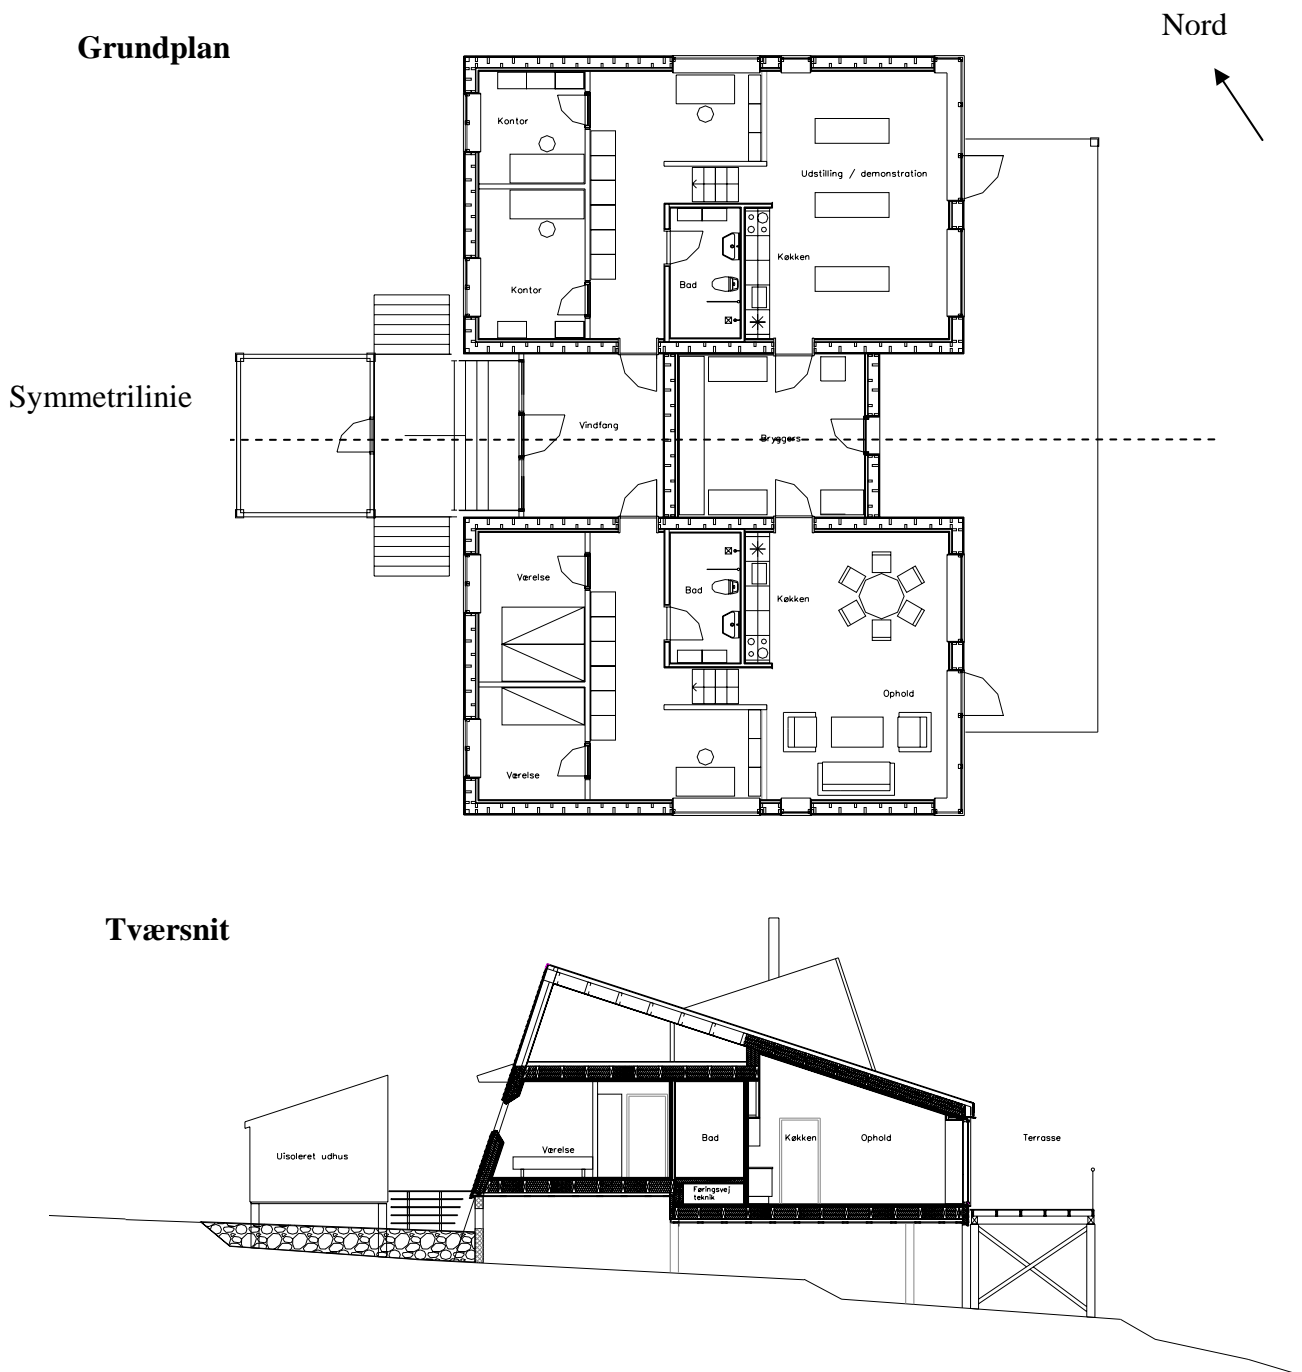 Nord
Grundplan
Kontor
Udstilling / demonstration
Køkken
Bad
Kontor
Symmetrilinie
Vindfang
Bryggers
Værelse
Bad
Køkken
Ophold
Værelse
Tværsnit
Uisoleret udhus
Værelse
Bad
Køkken
Ophold
Terrasse
Føringsvej
teknik